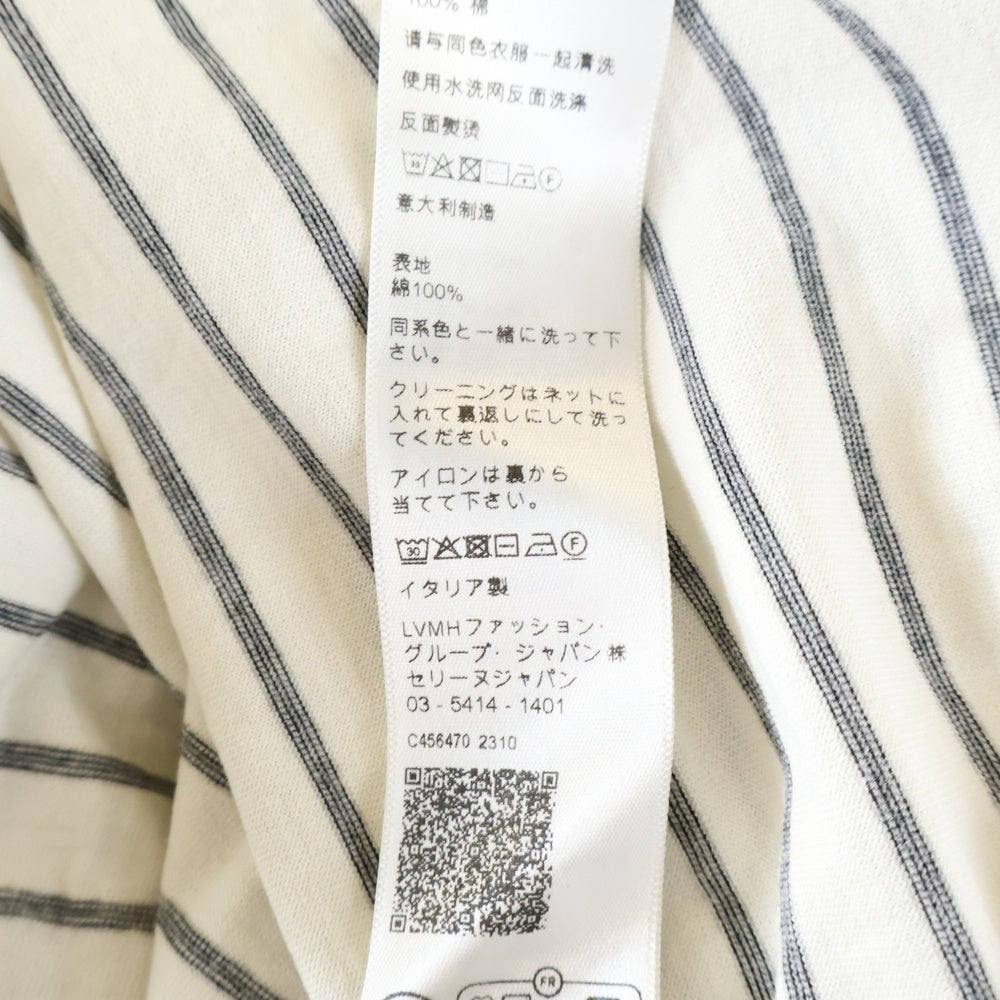 100% 棉
请与同色衣服一起清洗
使用水洗网反面洗涤
反面熨烫
30 F
意大利制造
表地
綿100%
同系色と一緒に洗って下
さい。
クリーニングはネットに
入れて裏返しにして洗っ
てください。
アイロンは裏から
当てて下さい。
30 F
イタリア製
LVMHファッション・
グループ・ジャパン 株
セリーヌジャパン
03 - 5414 - 1401
C456470 2310
FR